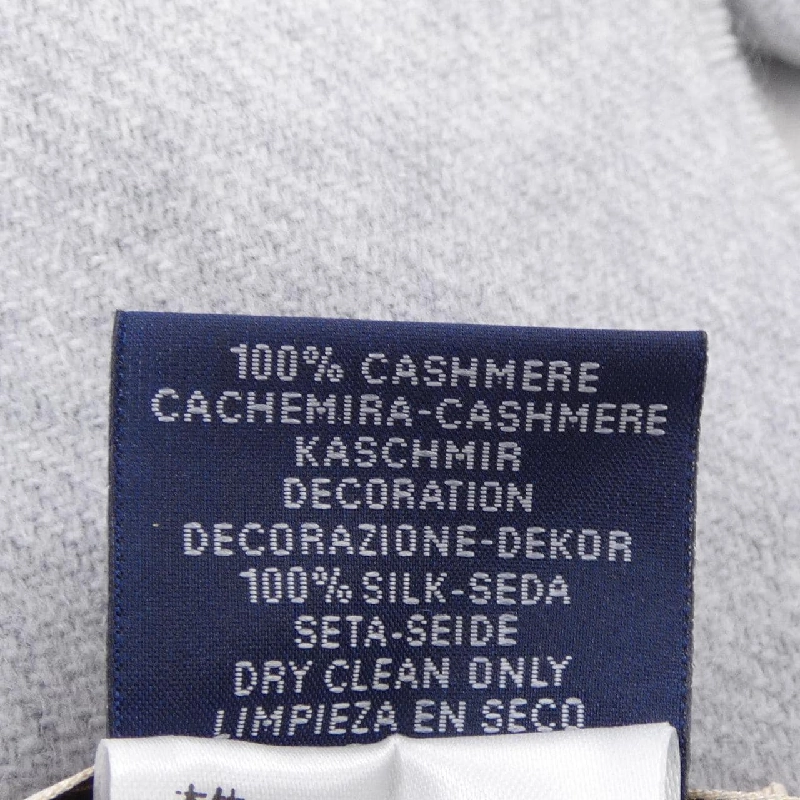 100% CASHMERE
CACHEMIRA-CASHMERE
KASCHMIR
DECORATION
DECORAZIONE-DEKOR
100% SILK-SEDA
SETA-SEIDE
DRY CLEAN ONLY
LIMPIEZA EN SECO